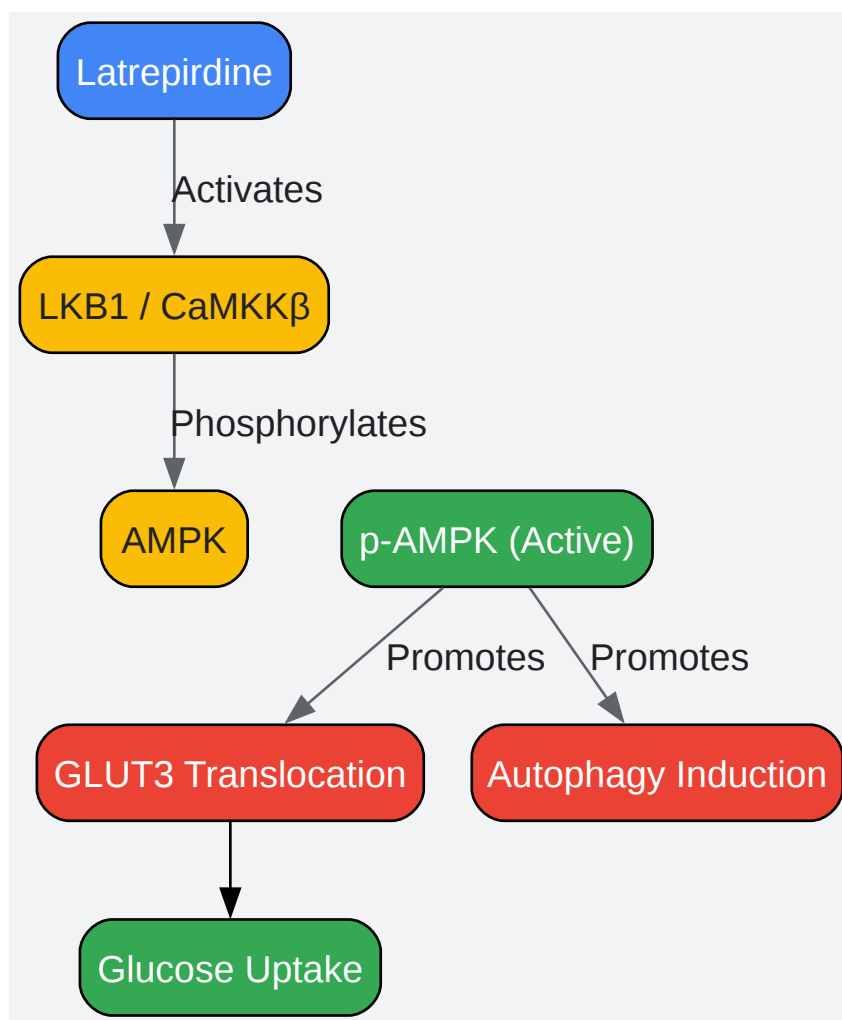 Latrepirdine
Activates
LKB1 / CaMKKβ
Phosphorylates
AMPK
p-AMPK (Active)
Promotes
Promotes
GLUT3 Translocation
Autophagy Induction
Glucose Uptake